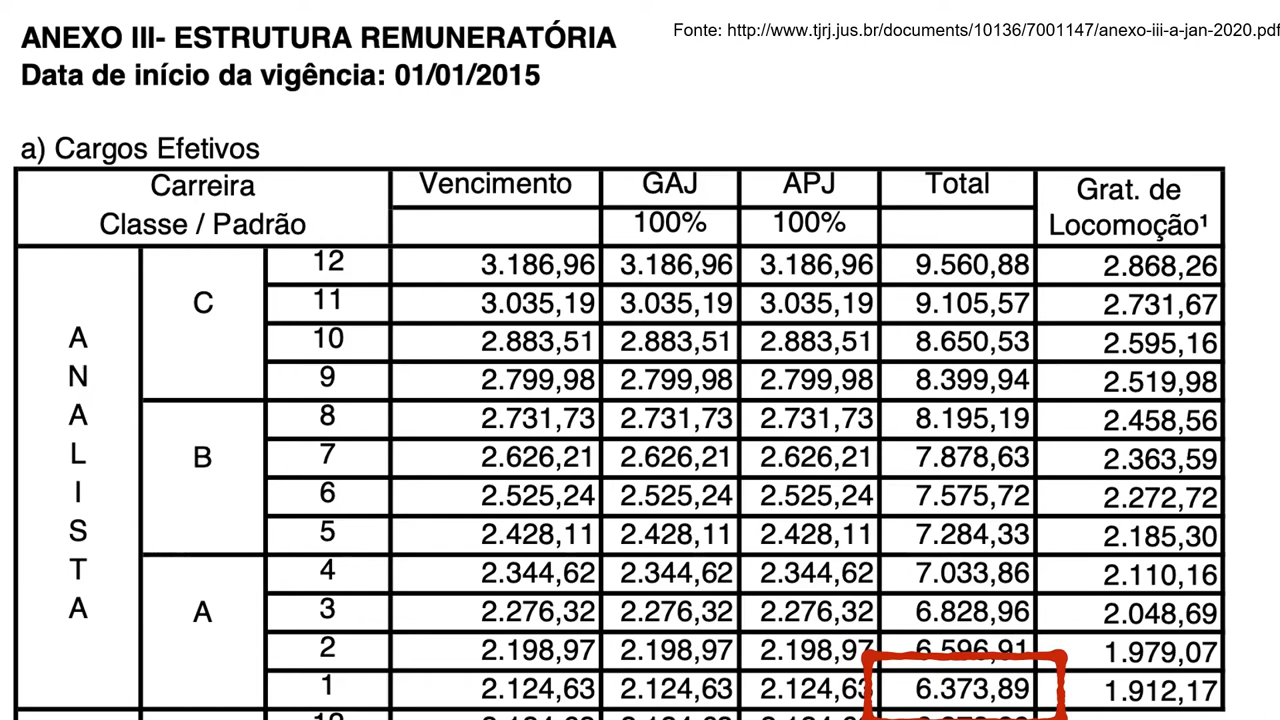 ANEXO III- ESTRUTURA REMUNERATÓRIA
Fonte: http://www.tjrj.jus.br/documents/10136/7001147/anexo-iii-a-jan-2020.pdf
Data de início da vigência: 01/01/2015
a) Cargos Efetivos
Carreira Classe / Padrão Vencimento GAJ 100% APJ 100% Total Grat. de Locomoção¹
ANALISTA
C
12 3.186,96 3.186,96 3.186,96 9.560,88 2.868,26
11 3.035,19 3.035,19 3.035,19 9.105,57 2.731,67
10 2.883,51 2.883,51 2.883,51 8.650,53 2.595,16
9 2.799,98 2.799,98 2.799,98 8.399,94 2.519,98
B
8 2.731,73 2.731,73 2.731,73 8.195,19 2.458,56
7 2.626,21 2.626,21 2.626,21 7.878,63 2.363,59
6 2.525,24 2.525,24 2.525,24 7.575,72 2.272,72
5 2.428,11 2.428,11 2.428,11 7.284,33 2.185,30
A
4 2.344,62 2.344,62 2.344,62 7.033,86 2.110,16
3 2.276,32 2.276,32 2.276,32 6.828,96 2.048,69
2 2.198,97 2.198,97 2.198,97 6.596,91 1.979,07
1 2.124,63 2.124,63 2.124,63 6.373,89 1.912,17